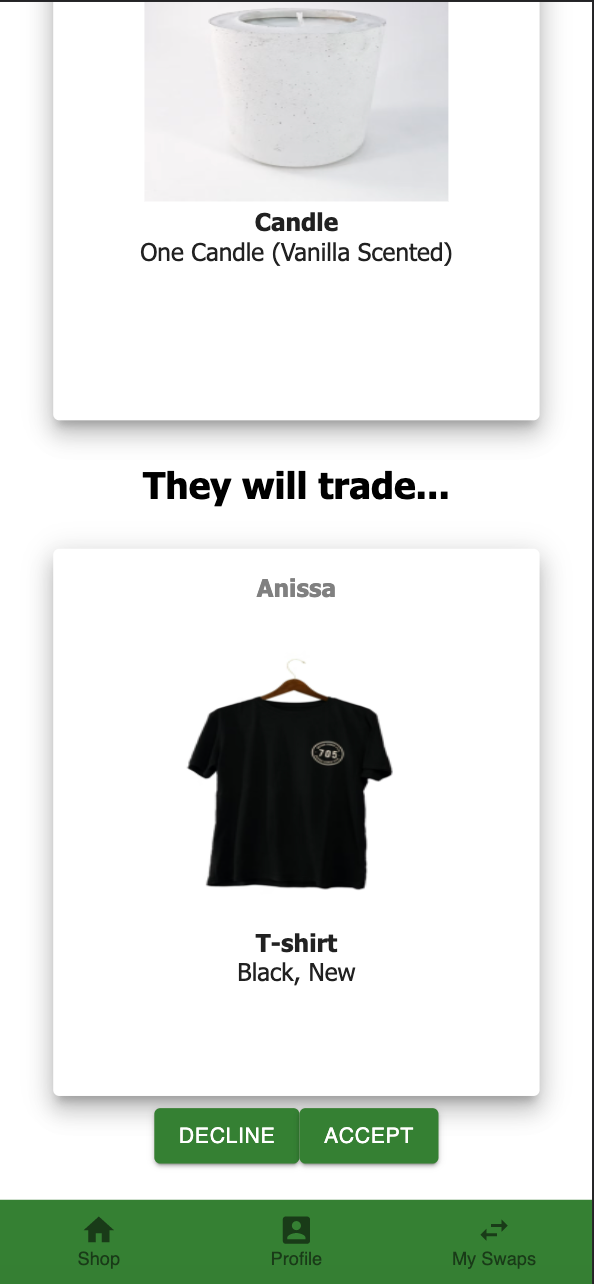 Candle
One Candle (Vanilla Scented)
They will trade...
Anissa
705
T-shirt
Black, New
DECLINE ACCEPT
Shop Profile My Swaps